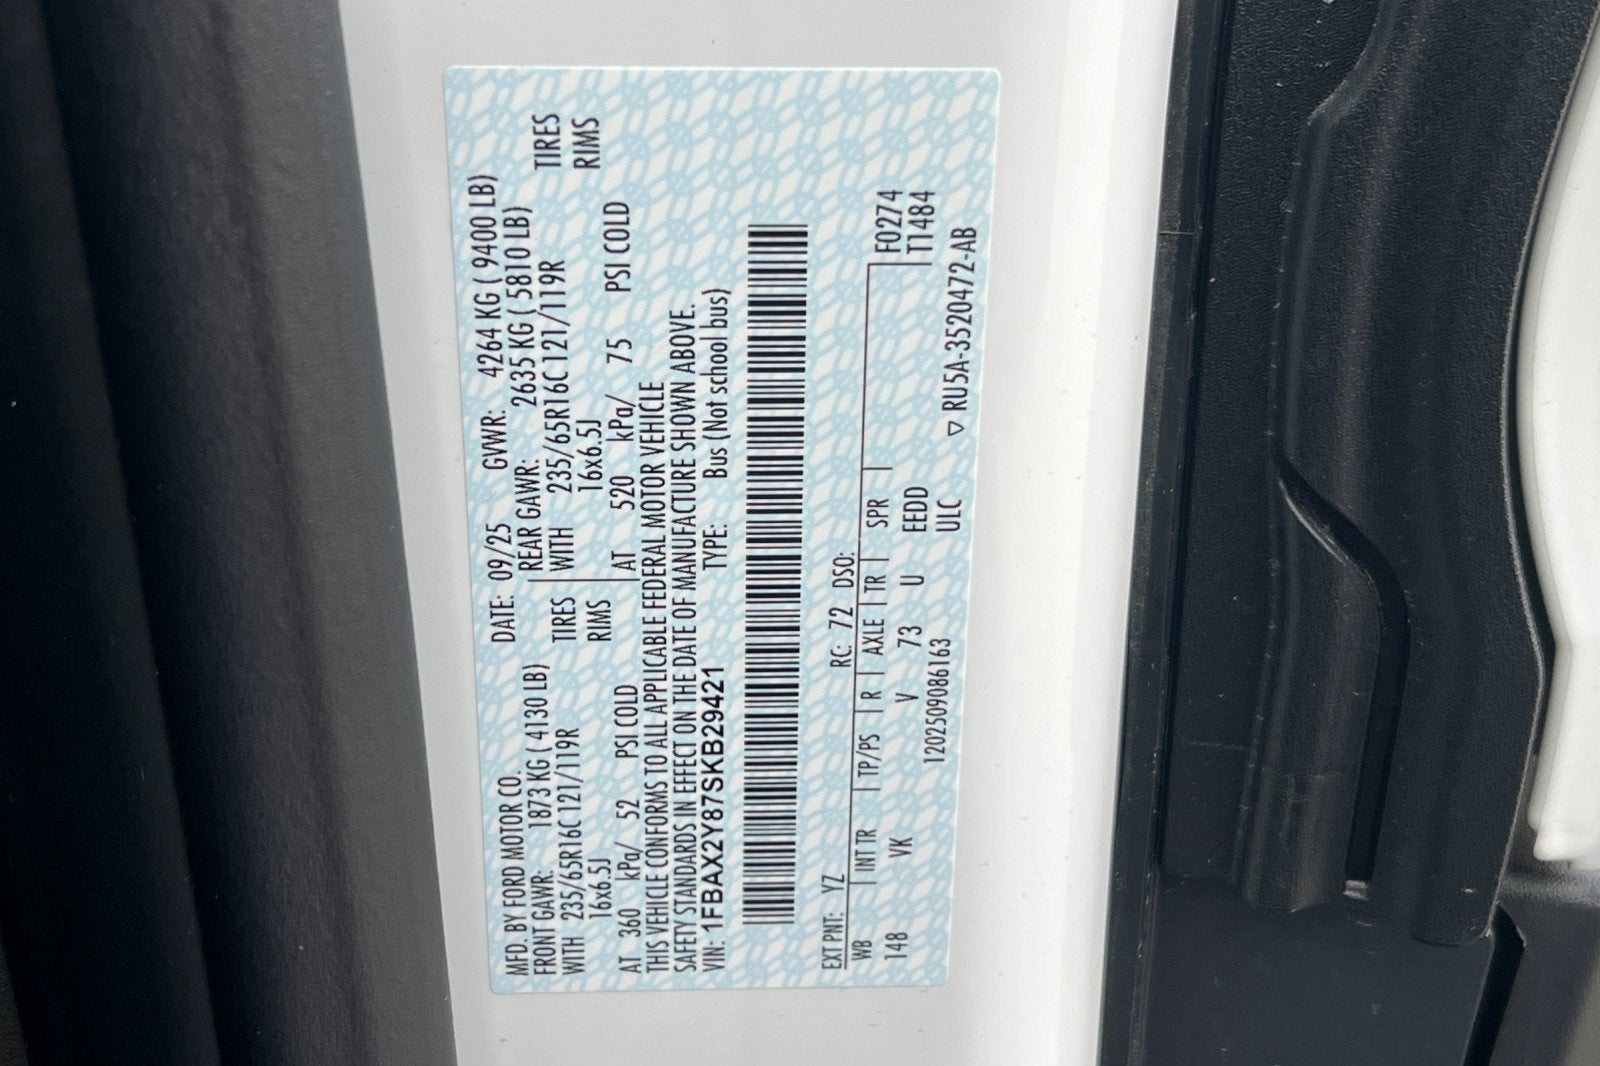 MFD. BY FORD MOTOR CO. DATE: 09/25 GVWR: 4264 KG ( 9400 LB)
FRONT GAWR: 1873 KG ( 4130 LB) REAR GAWR: 2635 KG ( 5810 LB)
WITH 235/65R16C 121/119R TIRES WITH 235/65R16C 121/119R TIRES
16x6.5J RIMS 16x6.5J RIMS
AT 360 kPa/ 52 PSI COLD AT 520 kPa/ 75 PSI COLD
THIS VEHICLE CONFORMS TO ALL APPLICABLE FEDERAL MOTOR VEHICLE
SAFETY STANDARDS IN EFFECT ON THE DATE OF MANUFACTURE SHOWN ABOVE.
VIN: 1FBAX2Y87SKB29421 TYPE: Bus (Not school bus)
EXT PNT: YZ RC: 72 DSO:
WB INT TR TP/PS R AXLE TR SPR F0274
148 VK V 73 U EEDD T1484
1202509086163 ULC ▽ RU5A-3520472-AB